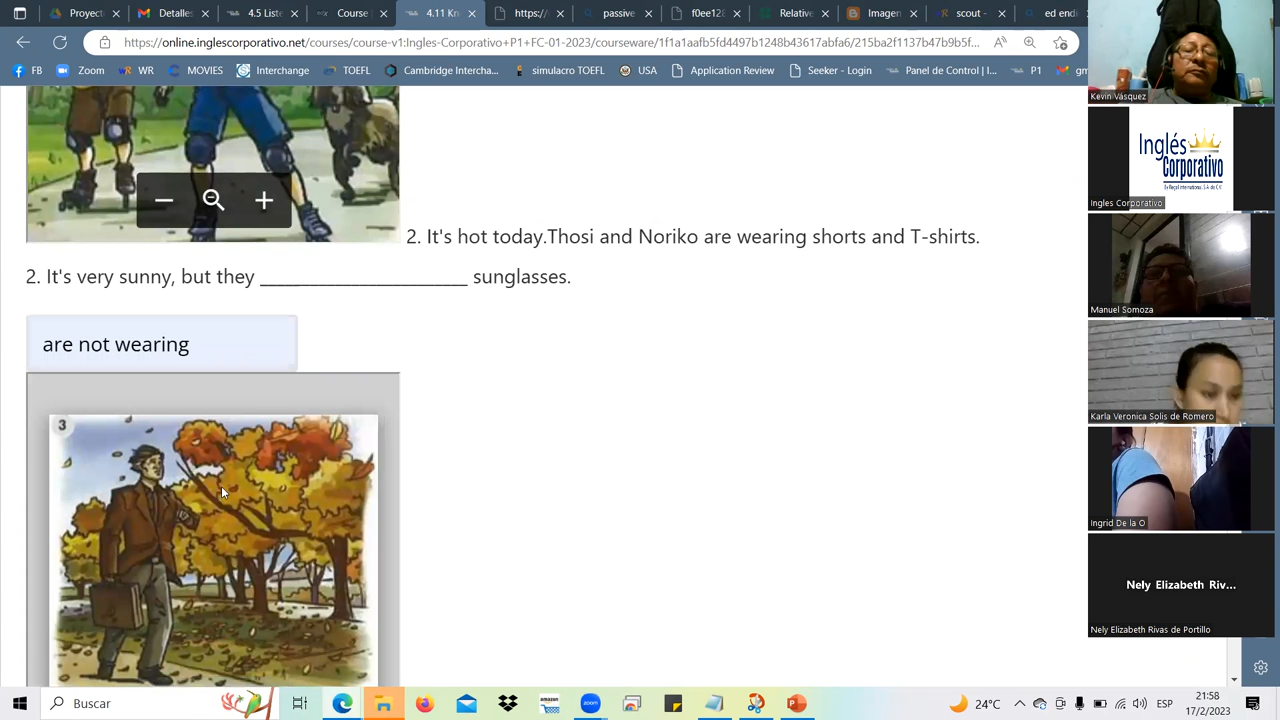 Proyecto
Detalles
4.5 Liste
Course
4.11 Kn
https://
passive
f0ee128
Relative
Imagen
scout -
ed endi
https://online.inglescorporativo.net/courses/course-v1:Ingles-Corporativo+P1+FC-01-2023/courseware/1f1a1aafb5fd4497b1248b43617abfa6/215ba2f1137b47b9b5f...
FB
Zoom
WR
MOVIES
Interchange
TOEFL
Cambridge Intercha...
simulacro TOEFL
USA
Application Review
Seeker - Login
Panel de Control | I...
P1
gm
Kevin Vásquez
Inglés
Corporativo
Ingles Corporativo
2. It's hot today.Thosi and Noriko are wearing shorts and T-shirts.
2. It's very sunny, but they ____________________ sunglasses.
are not wearing
3
Manuel Somoza
Karla Veronica Solis de Romero
Ingrid De la O
Nely Elizabeth Riv...
Nely Elizabeth Rivas de Portillo
Buscar
amazon
zoom
24°C
ESP
21:58
17/2/2023